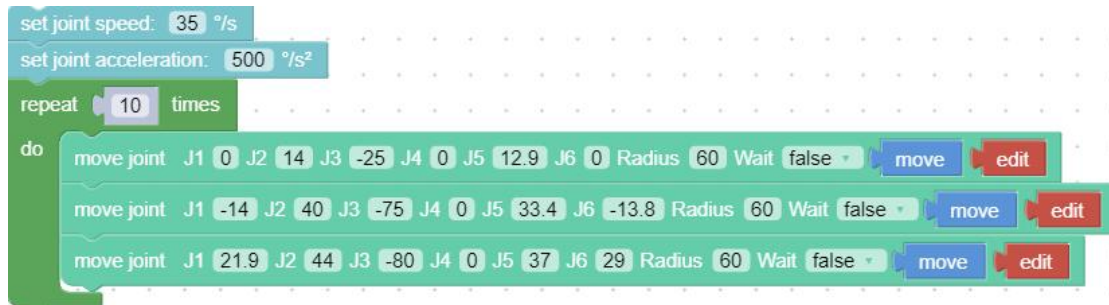 set joint speed: 35 °/s
set joint acceleration: 500 °/s²
repeat 10 times
do move joint J1 0 J2 14 J3 -25 J4 0 J5 12.9 J6 0 Radius 60 Wait false move edit
move joint J1 -14 J2 40 J3 -75 J4 0 J5 33.4 J6 -13.8 Radius 60 Wait false move edit
move joint J1 21.9 J2 44 J3 -80 J4 0 J5 37 J6 29 Radius 60 Wait false move edit